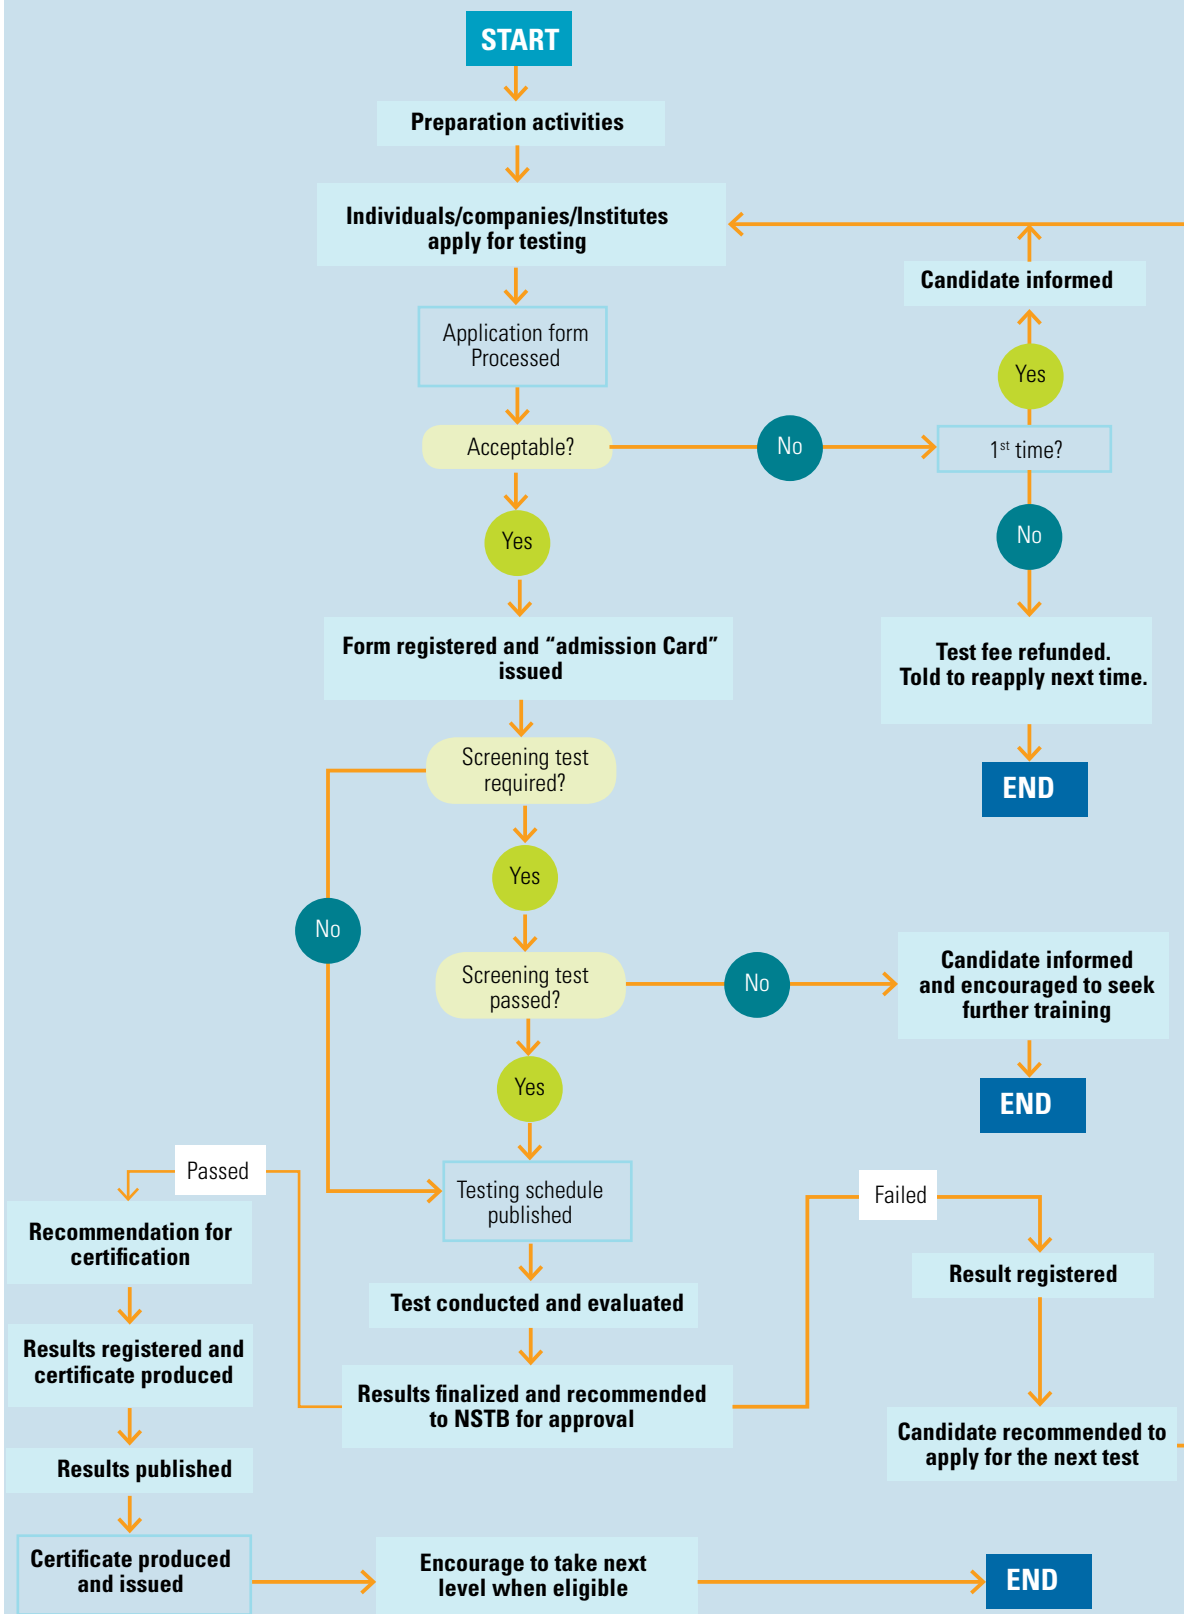 START
Preparation activities
Individuals/companies/Institutes
apply for testing
Candidate informed
Application form
Processed
Yes
Acceptable?
No
1st time?
Yes
No
Form registered and “admission Card”
issued
Test fee refunded.
Told to reapply next time.
Screening test
required?
END
Yes
No
Screening test
passed?
No
Candidate informed
and encouraged to seek
further training
Yes
END
Passed
Testing schedule
published
Failed
Recommendation for
certification
Result registered
Test conducted and evaluated
Results registered and
certificate produced
Results finalized and recommended
to NSTB for approval
Candidate recommended to
apply for the next test
Results published
Certificate produced
and issued
Encourage to take next
level when eligible
END